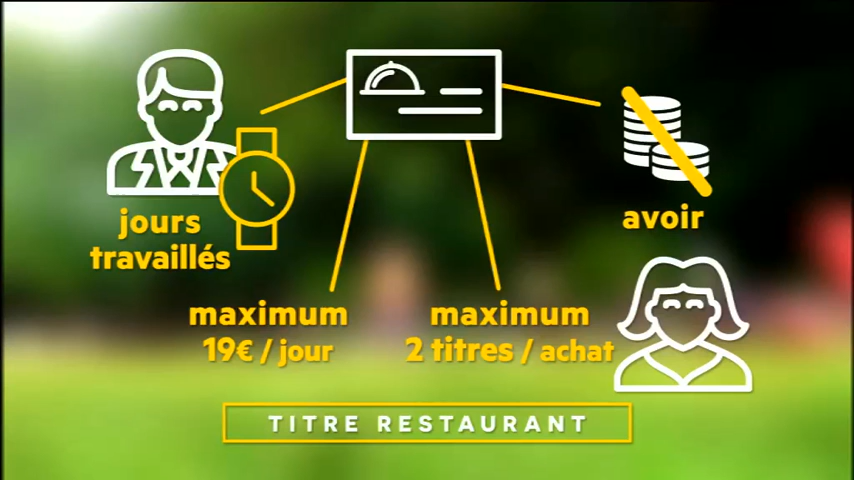 jours
travaillés
avoir
maximum
19€ / jour
maximum
2 titres / achat
TITRE RESTAURANT